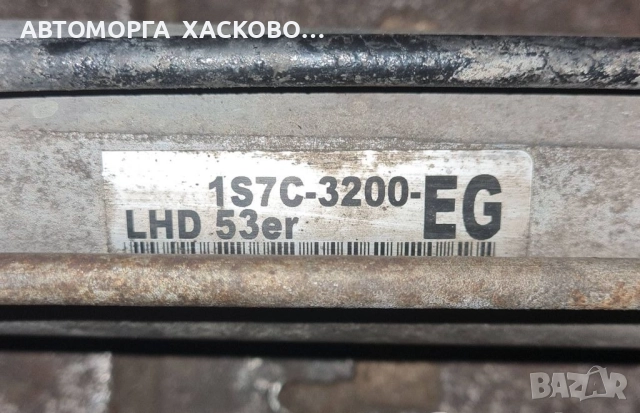 АВТОМОРГА ХАСКОВО...
1S7C-3200-EG
LHD 53er
BAZAR